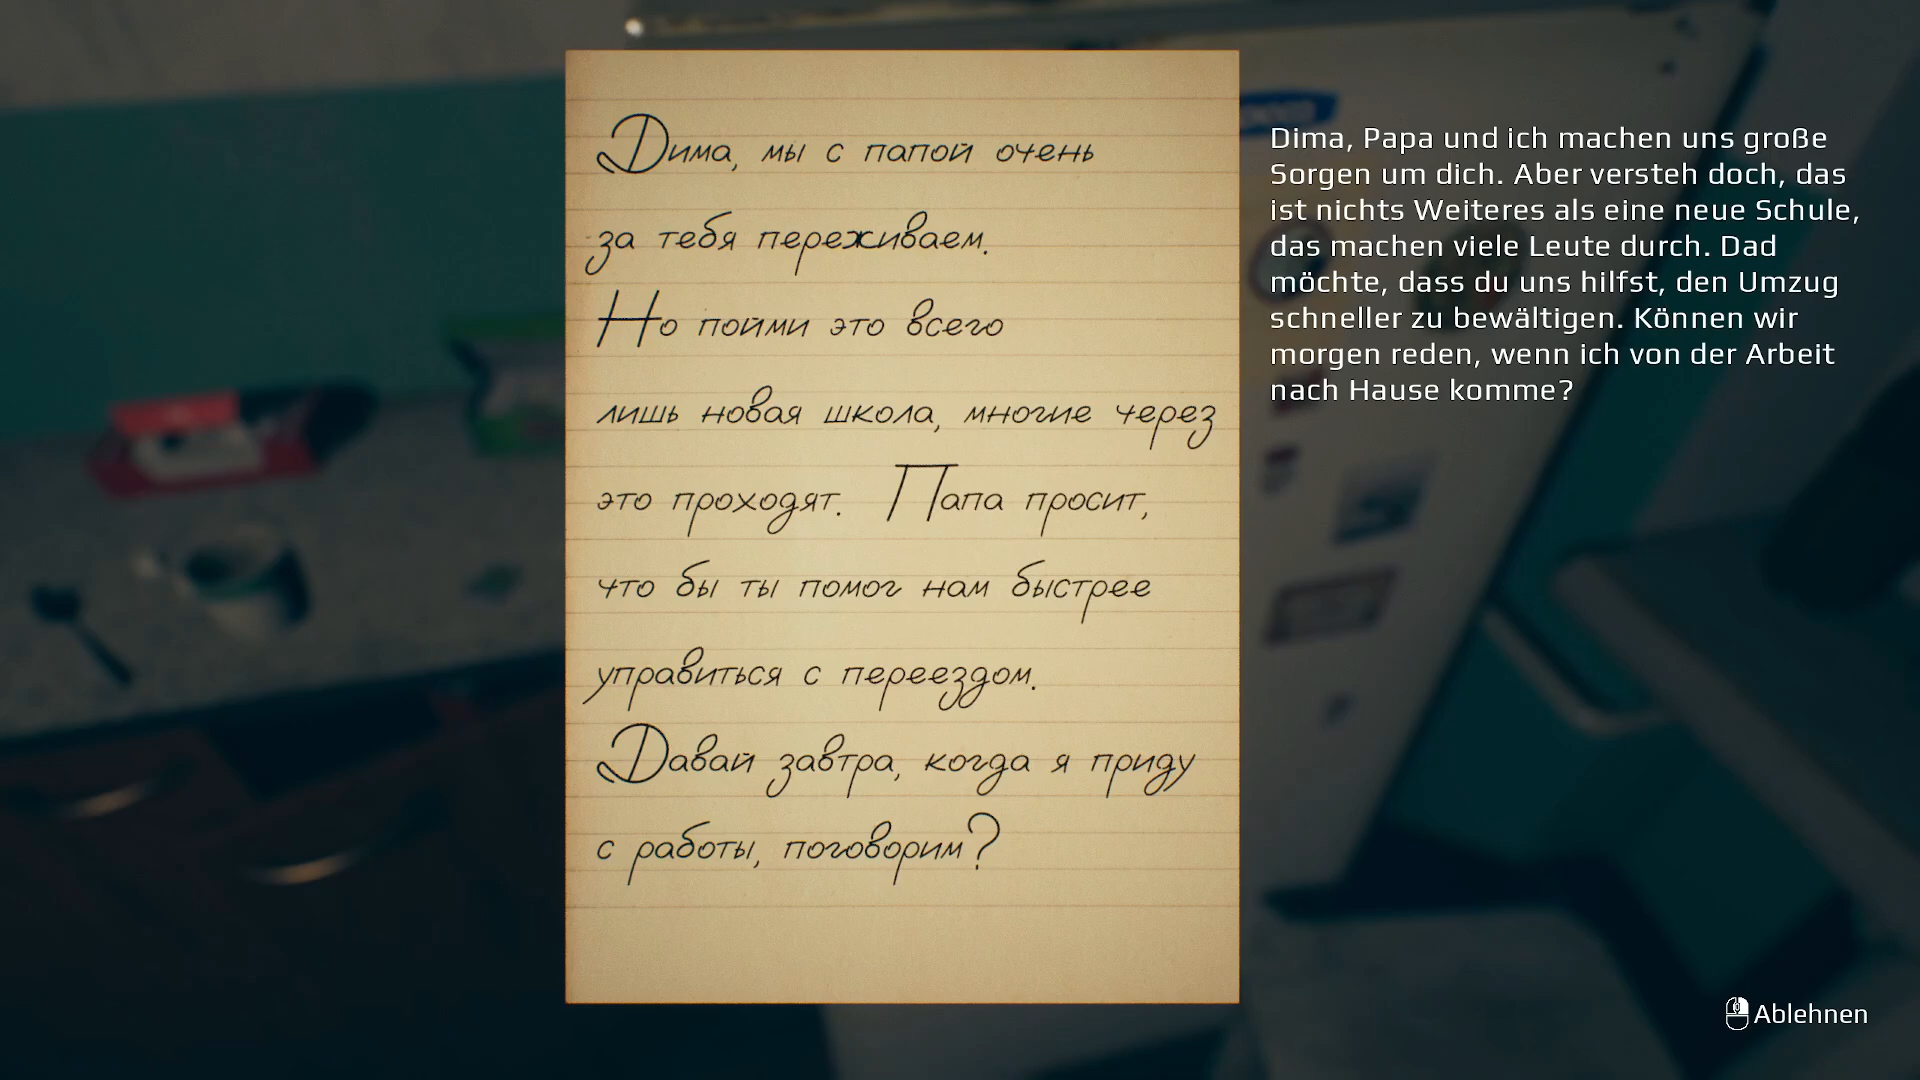 Дима, мы с папой очень
за тебя переживаем.
Но пойми это всего
лишь новая школа, многие через
это проходят. Папа просит,
что бы ты помог нам быстрее
управиться с переездом.
Давай завтра, когда я приду
с работы, поговорим?
Dima, Papa und ich machen uns große
Sorgen um dich. Aber versteh doch, das
ist nichts Weiteres als eine neue Schule,
das machen viele Leute durch. Dad
möchte, dass du uns hilfst, den Umzug
schneller zu bewältigen. Können wir
morgen reden, wenn ich von der Arbeit
nach Hause komme?
Ablehnen